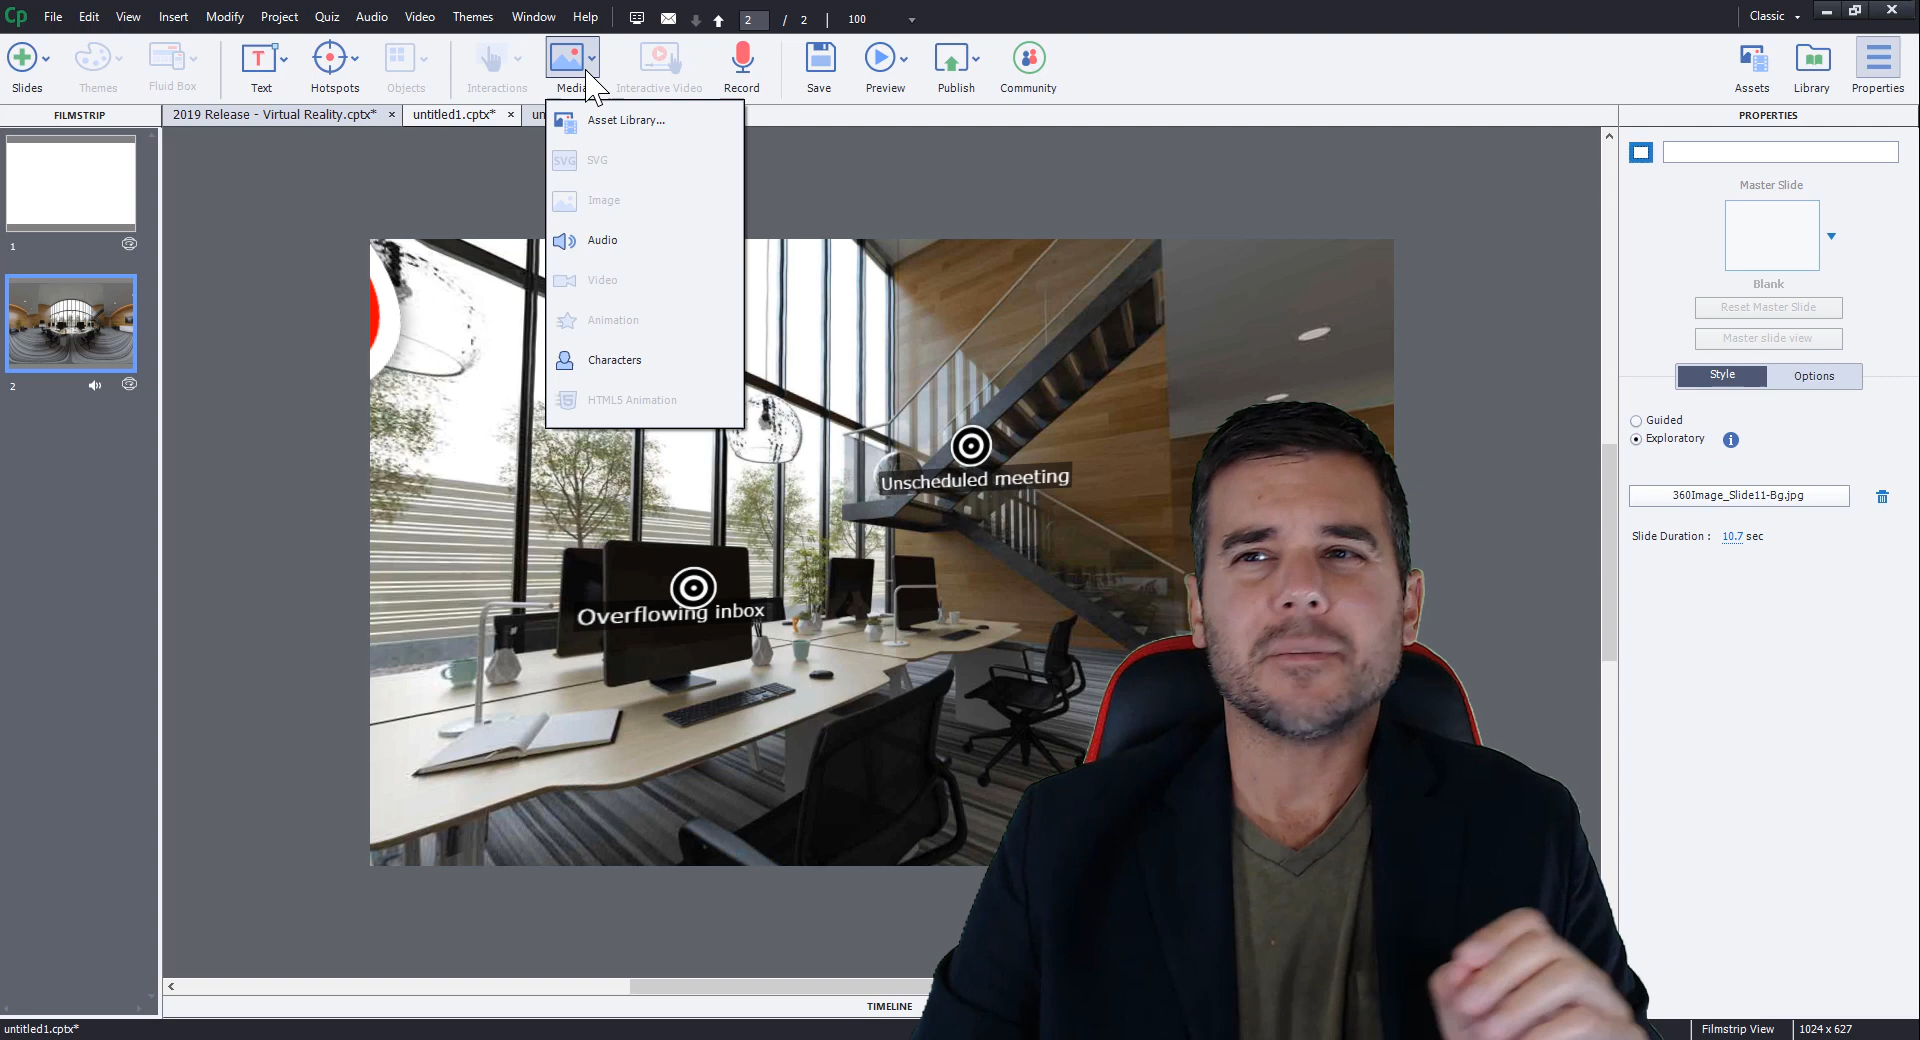 Cp File Edit View Insert Modify Project Quiz Audio Video Themes Window Help 2 / 2 100 Classic
Slides Themes Fluid Box Text Hotspots Objects Interactions Media Interactive Video Record Save Preview Publish Community Assets Library Properties
FILMSTRIP 2019 Release - Virtual Reality.cptx* × untitled1.cptx* × un PROPERTIES
Asset Library...
SVG SVG
Image
Audio
Video
Animation
Characters
HTML5 Animation
1
2
Unscheduled meeting
Overflowing inbox
Master Slide
Blank
Reset Master Slide
Master slide view
Style Options
Guided
Exploratory
360Image_Slide11-Bg.jpg
Slide Duration : 10.7 sec
TIMELINE
untitled1.cptx* Filmstrip View 1024 x 627